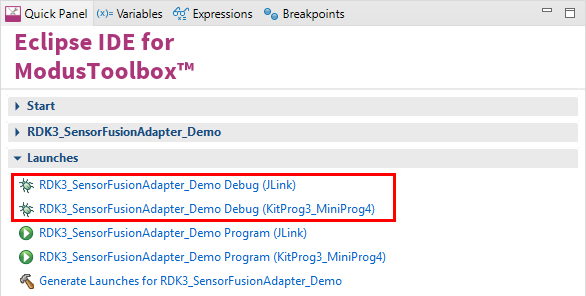 Quick Panel (x)= Variables Expressions Breakpoints
Eclipse IDE for
ModusToolbox™
Start
RDK3_SensorFusionAdapter_Demo
Launches
RDK3_SensorFusionAdapter_Demo Debug (JLink)
RDK3_SensorFusionAdapter_Demo Debug (KitProg3_MiniProg4)
RDK3_SensorFusionAdapter_Demo Program (JLink)
RDK3_SensorFusionAdapter_Demo Program (KitProg3_MiniProg4)
Generate Launches for RDK3_SensorFusionAdapter_Demo